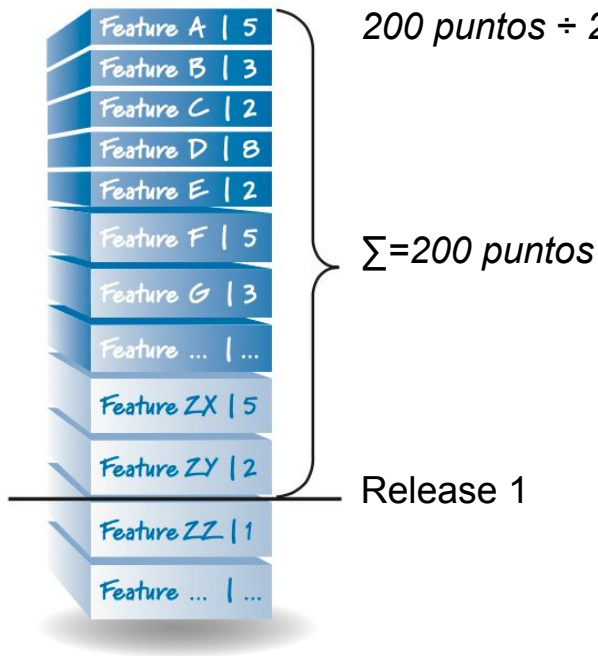 Feature A | 5
200 puntos ÷ 2
Feature B | 3
Feature C | 2
Feature D | 8
Feature E | 2
Feature F | 5
∑=200 puntos
Feature G | 3
Feature ... | ...
Feature ZX | 5
Feature ZY | 2
Release 1
Feature ZZ | 1
Feature ... | ...